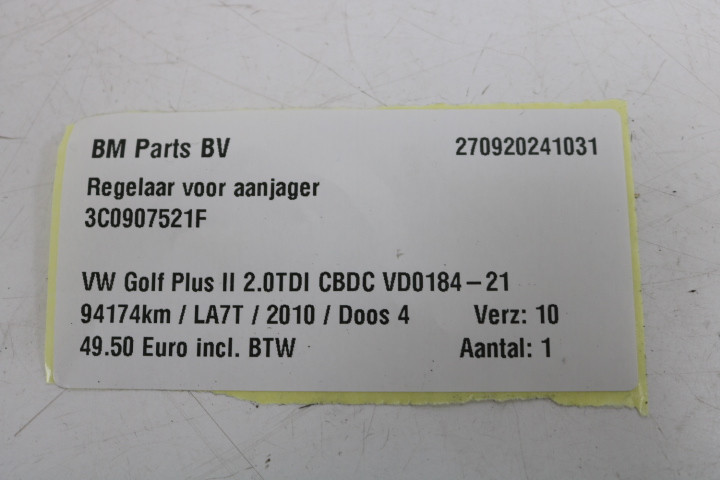 BM Parts BV 270920241031
Regelaar voor aanjager
3C0907521F
VW Golf Plus II 2.0TDI CBDC VD0184-21
94174km / LA7T / 2010 / Doos 4 Verz: 10
49.50 Euro incl. BTW Aantal: 1